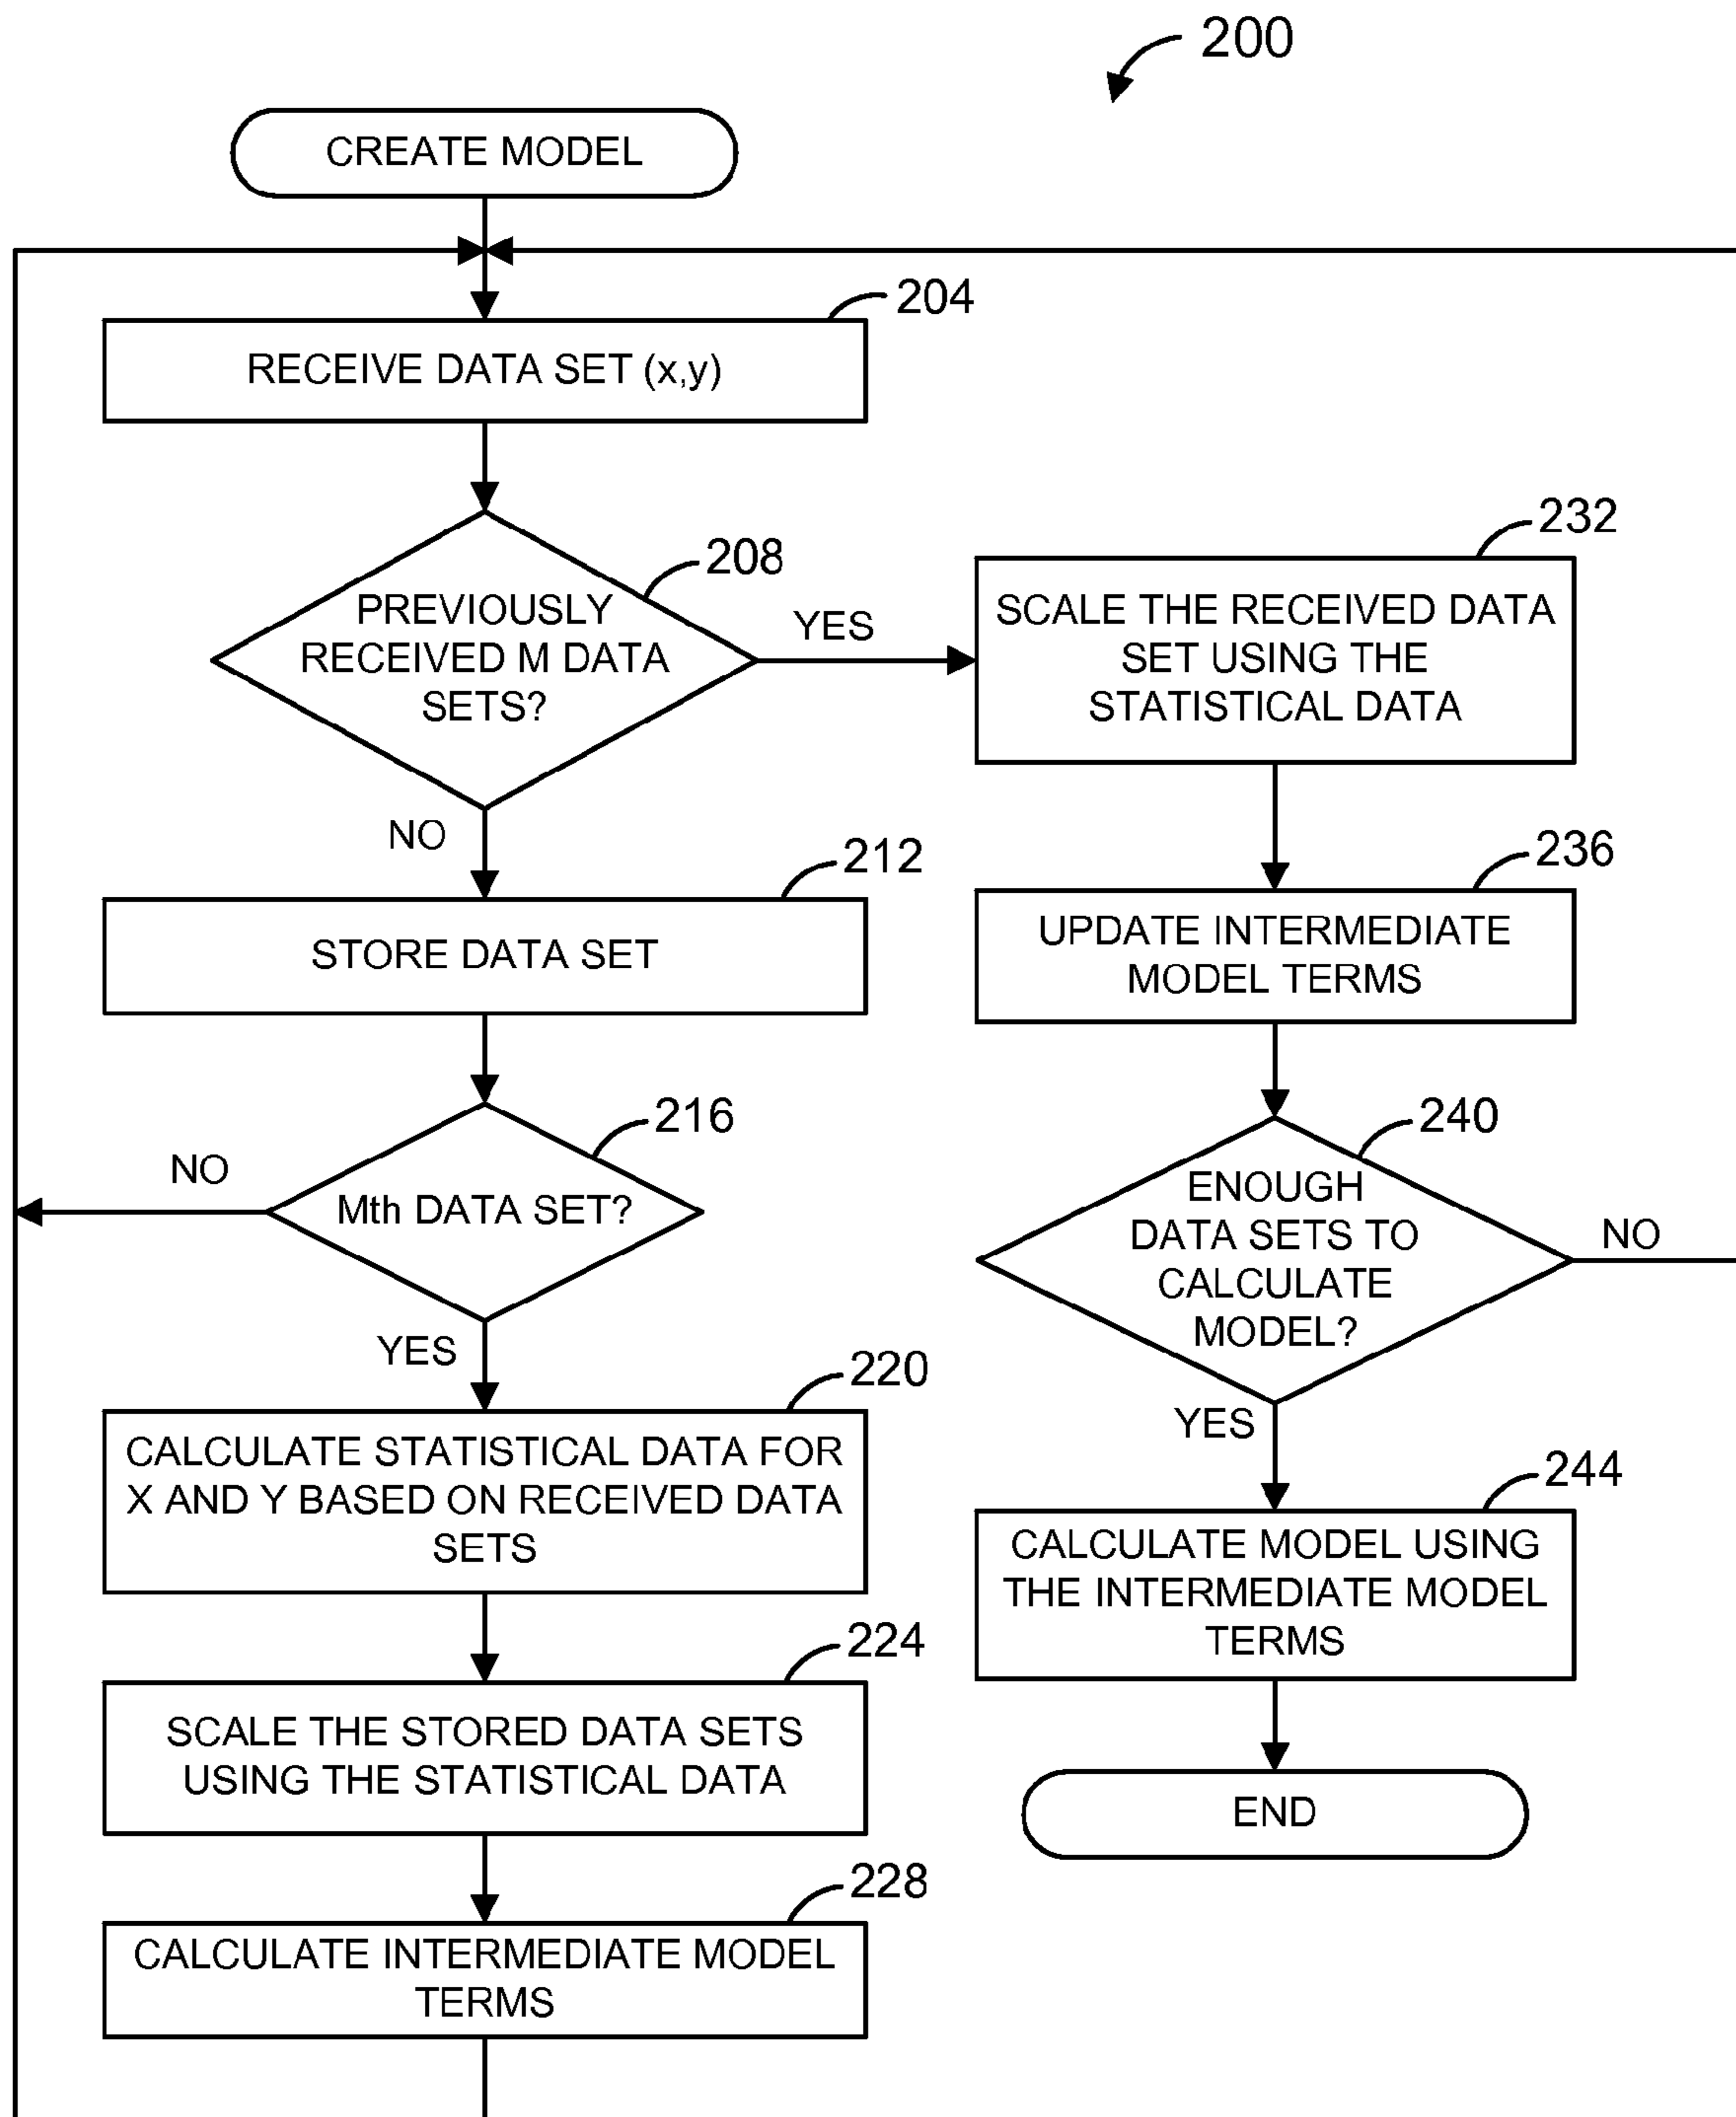 200
CREATE MODEL
204
RECEIVE DATA SET (x,y)
208
PREVIOUSLY
RECEIVED M DATA
SETS?
YES
NO
212
STORE DATA SET
216
Mth DATA SET?
NO
YES
220
CALCULATE STATISTICAL DATA FOR
X AND Y BASED ON RECEIVED DATA
SETS
224
SCALE THE STORED DATA SETS
USING THE STATISTICAL DATA
228
CALCULATE INTERMEDIATE MODEL
TERMS
232
SCALE THE RECEIVED DATA
SET USING THE
STATISTICAL DATA
236
UPDATE INTERMEDIATE
MODEL TERMS
240
ENOUGH
DATA SETS TO
CALCULATE
MODEL?
NO
YES
244
CALCULATE MODEL USING
THE INTERMEDIATE MODEL
TERMS
END